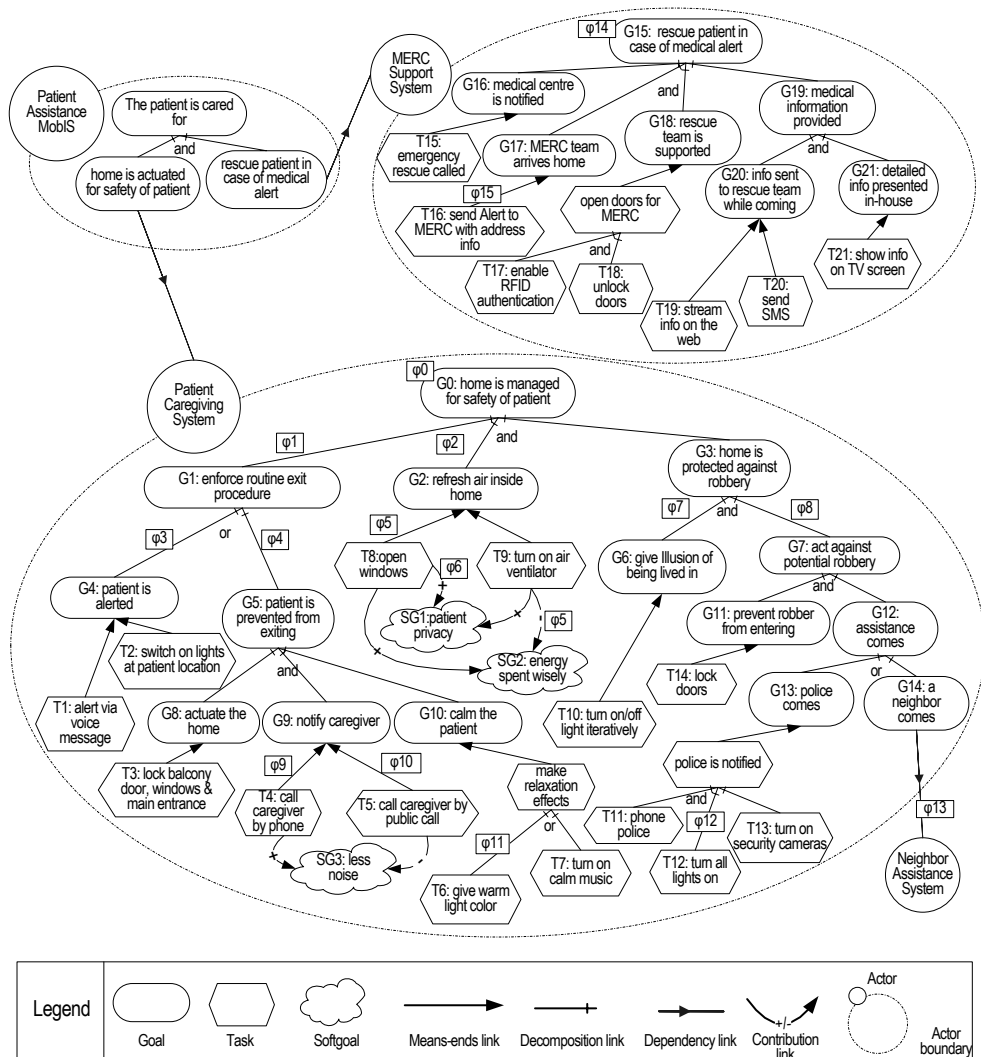 Patient
Assistance
MobIS
The patient is cared
for
and
home is actuated
for safety of patient
rescue patient in
case of medical
alert
MERC
Support
System
φ14
G15: rescue patient in
case of medical alert
and
G16: medical centre
is notified
T15:
emergency
rescue called
G17: MERC team
arrives home
φ15
T16: send Alert to
MERC with address
info
G18: rescue
team is
supported
open doors for
MERC
and
T17: enable
RFID
authentication
T18:
unlock
doors
G19: medical
information
provided
and
G20: info sent
to rescue team
while coming
G21: detailed
info presented
in-house
T19: stream
info on the
web
T20:
send
SMS
T21: show info
on TV screen
Patient
Caregiving
System
φ0
G0: home is managed
for safety of patient
and
φ1
φ2
G1: enforce routine exit
procedure
or
φ3
φ4
G4: patient is
alerted
T2: switch on lights
at patient location
T1: alert via
voice
message
G5: patient is
prevented from
exiting
and
G8: actuate the
home
T3: lock balcony
door, windows &
main entrance
G9: notify caregiver
φ9
φ10
T4: call
caregiver
by phone
T5: call caregiver by
public call
+
-
SG3: less
noise
G10: calm the
patient
make
relaxation
effects
or
φ11
T6: give warm
light color
T7: turn on
calm music
G2: refresh air inside
home
φ5
T8:open
windows
φ6
T9: turn on air
ventilator
+
+
SG1:patient
privacy
+
-
φ5
SG2: energy
spent wisely
G3: home is
protected against
robbery
and
φ7
φ8
G6: give Illusion of
being lived in
T10: turn on/off
light iteratively
G7: act against
potential robbery
and
G11: prevent robber
from entering
T14: lock
doors
G12:
assistance
comes
or
G13: police
comes
G14: a
neighbor
comes
police is notified
and
T11: phone
police
φ12
T12: turn all
lights on
T13: turn on
security cameras
φ13
Neighbor
Assistance
System
Legend
Goal
Task
Softgoal
Means-ends link
Decomposition link
Dependency link
+/-
Contribution
link
Actor
Actor
boundary